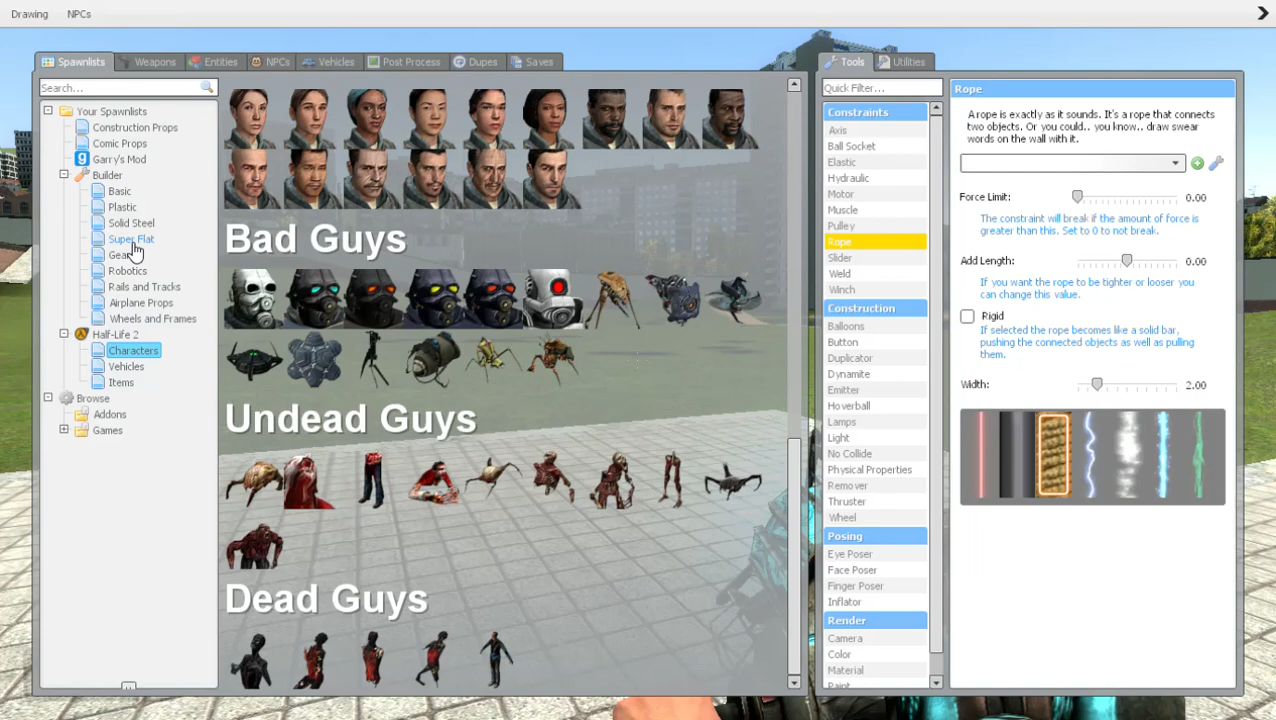 Drawing NPCs
Spawnlists Weapons Entities NPCs Vehicles Post Process Dupes Saves
Search...
Your Spawnlists
Construction Props
Comic Props
Garry's Mod
Builder
Basic
Plastic
Solid Steel
Super Flat
Robotics
Rails and Tracks
Airplane Props
Wheels and Frames
Half-Life 2
Characters
Vehicles
Items
Browse
Addons
Games
Bad Guys
Undead Guys
Dead Guys
Tools Utilities
Quick Filter...
Constraints
Axis
Ball Socket
Elastic
Hydraulic
Motor
Muscle
Pulley
Rope
Slider
Weld
Winch
Construction
Balloons
Button
Duplicator
Dynamite
Emitter
Hoverball
Lamps
Light
No Collide
Physical Properties
Remover
Thruster
Wheel
Posing
Eye Poser
Face Poser
Finger Poser
Inflator
Render
Camera
Color
Material
Paint
Rope
A rope is exactly as it sounds. It's a rope that connects
two objects. Or you could.. you know.. draw swear
words on the wall with it.
Force Limit: 0.00
The constraint will break if the amount of force is
greater than this. Set to 0 to not break.
Add Length: 0.00
If you want the rope to be tighter or looser you
can change this value.
Rigid
If selected the rope becomes like a solid bar,
pushing the connected objects as well as pulling
them.
Width: 2.00